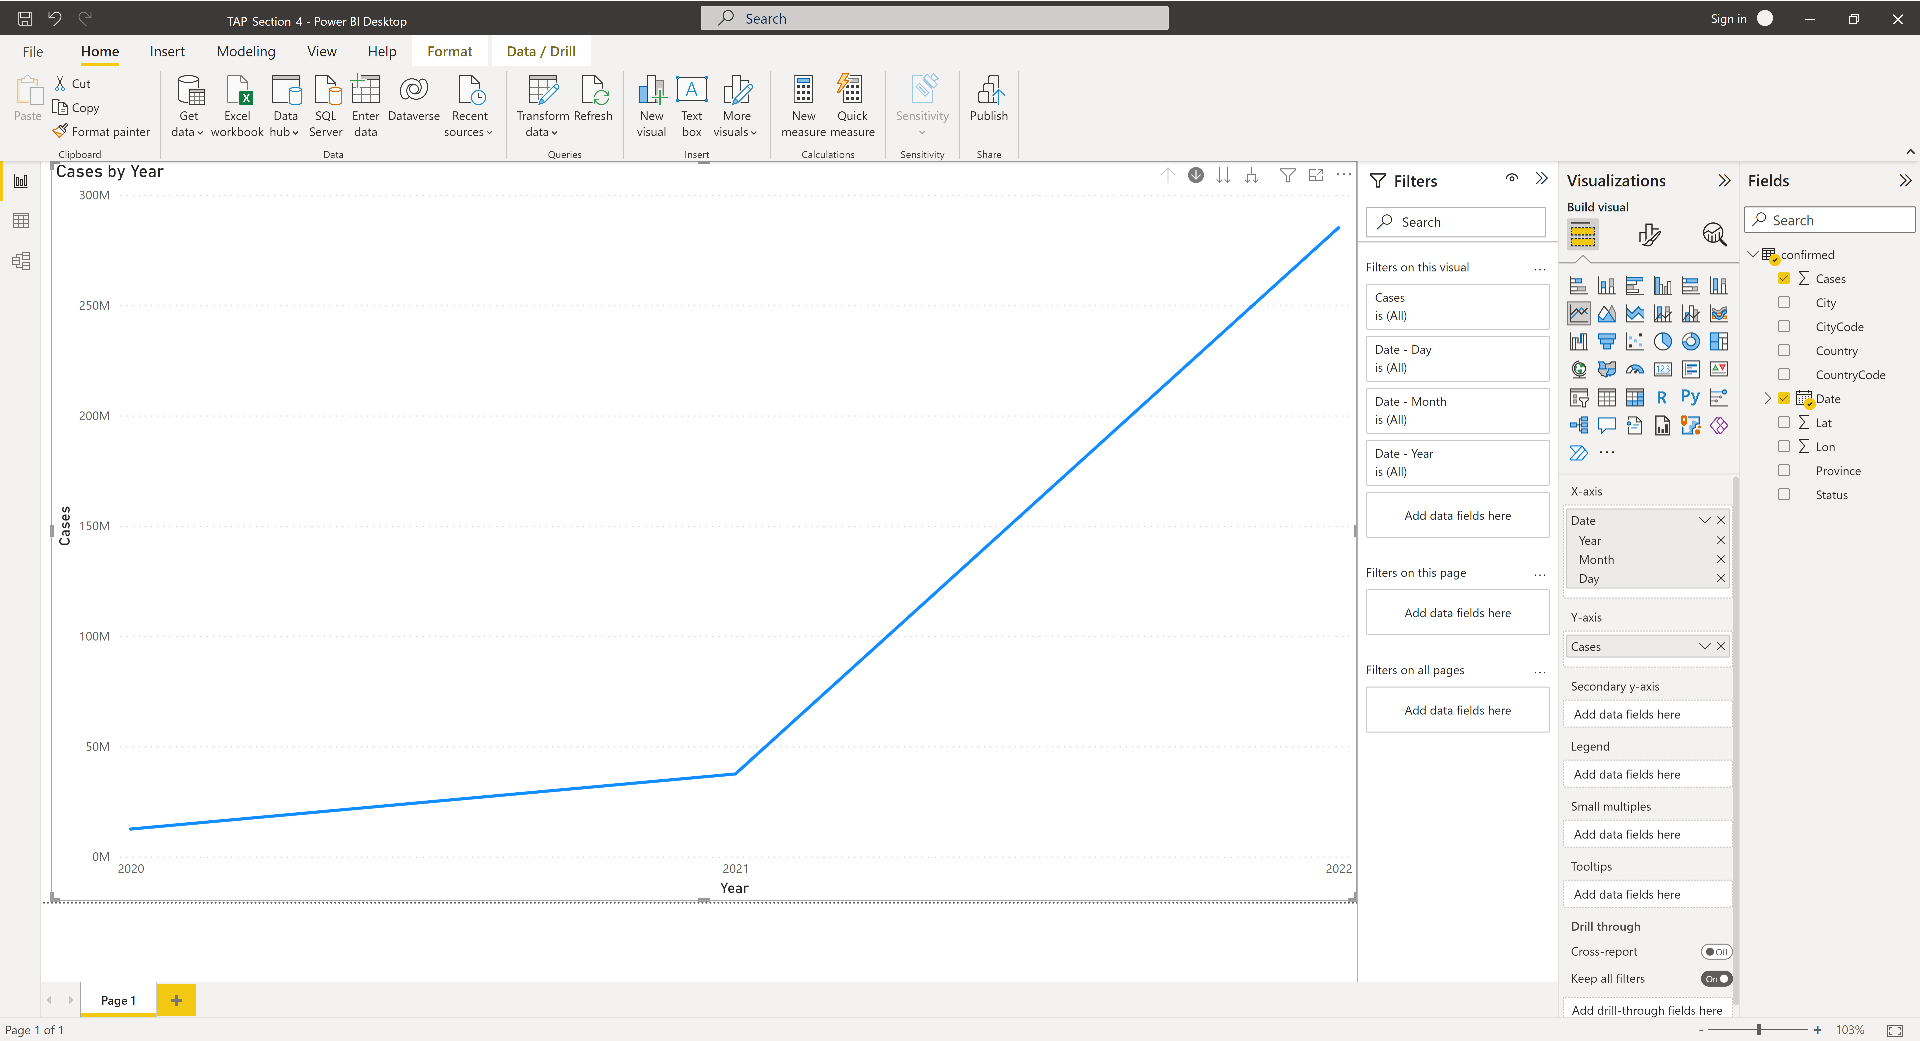 TAP Section 4 - Power BI Desktop
Search
Sign in
File
Home
Insert
Modeling
View
Help
Format
Data / Drill
Paste
Cut
Copy
Format painter
Clipboard
Get data
Excel workbook
Data hub
SQL Server
Enter data
Dataverse
Recent sources
Data
Transform data
Refresh
Queries
New visual
Text box
More visuals
Insert
New measure
Quick measure
Calculations
Sensitivity
Sensitivity
Publish
Share
Cases by Year
300M
250M
200M
150M
100M
50M
0M
Cases
2020
2021
2022
Year
Filters
Search
Filters on this visual
Cases
is (All)
Date - Day
is (All)
Date - Month
is (All)
Date - Year
is (All)
Add data fields here
Filters on this page
Add data fields here
Filters on all pages
Add data fields here
Visualizations
Build visual
R
Py
123
X-axis
Date
Year
Month
Day
Y-axis
Cases
Secondary y-axis
Add data fields here
Legend
Add data fields here
Small multiples
Add data fields here
Tooltips
Add data fields here
Drill through
Cross-report
Off
Keep all filters
On
Add drill-through fields here
Fields
Search
confirmed
Cases
City
CityCode
Country
CountryCode
Date
Lat
Lon
Province
Status
Page 1
Page 1 of 1
103%